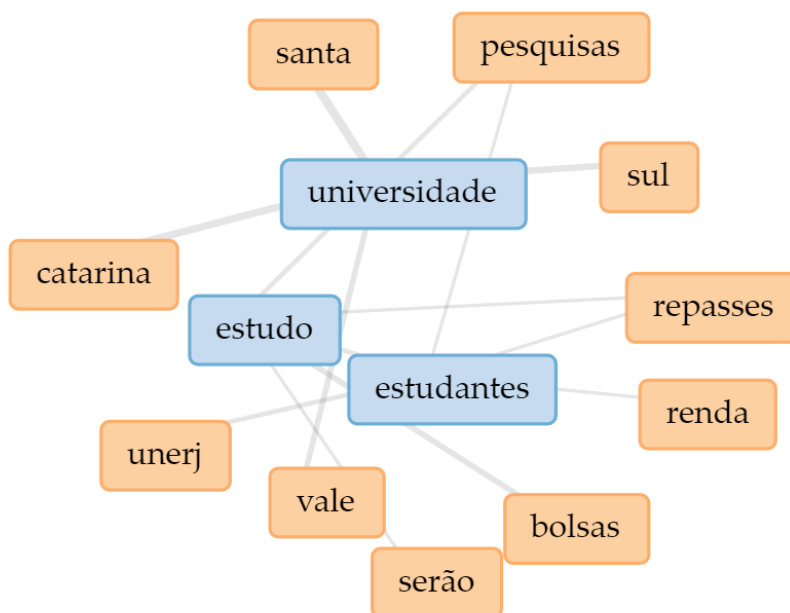 santa
pesquisas
universidade
sul
catarina
estudo
repasses
estudantes
renda
unerj
vale
bolsas
serão